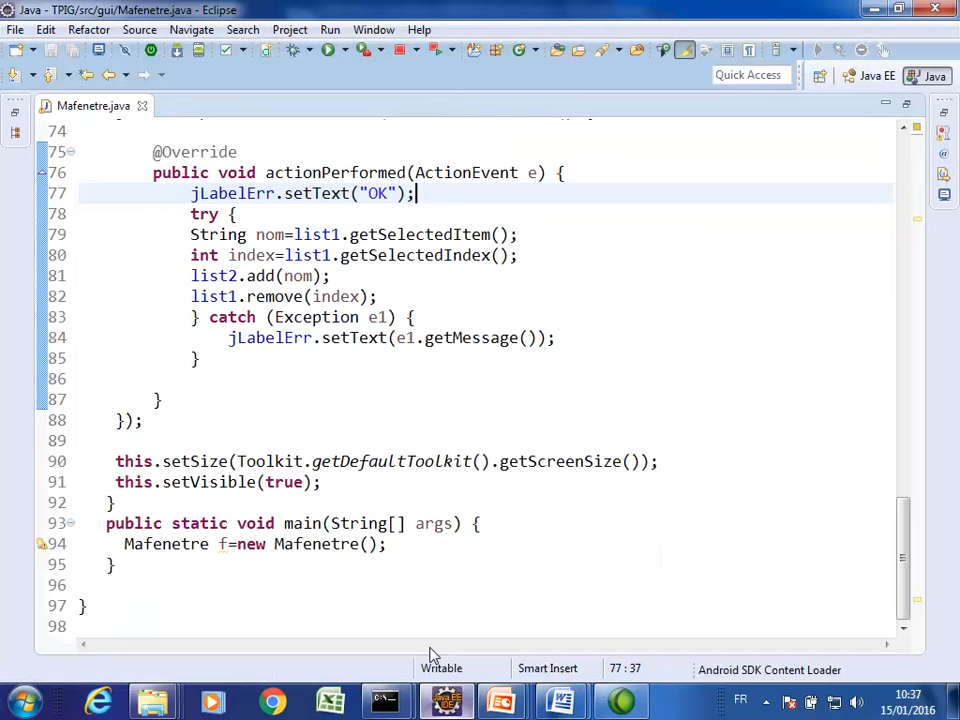 Java - TPIG/src/gui/Mafenetre.java - Eclipse
File Edit Refactor Source Navigate Search Project Run Window Help
Quick Access Java EE Java
Mafenetre.java
74
75 @Override
76 public void actionPerformed(ActionEvent e) {
77 jLabelErr.setText("OK");
78 try {
79 String nom=list1.getSelectedItem();
80 int index=list1.getSelectedIndex();
81 list2.add(nom);
82 list1.remove(index);
83 } catch (Exception e1) {
84 jLabelErr.setText(e1.getMessage());
85 }
86
87 }
88 });
89
90 this.setSize(Toolkit.getDefaultToolkit().getScreenSize());
91 this.setVisible(true);
92 }
93 public static void main(String[] args) {
94 Mafenetre f=new Mafenetre();
95 }
96
97 }
98
Writable Smart Insert 77 : 37 Android SDK Content Loader
FR 10:37
15/01/2016